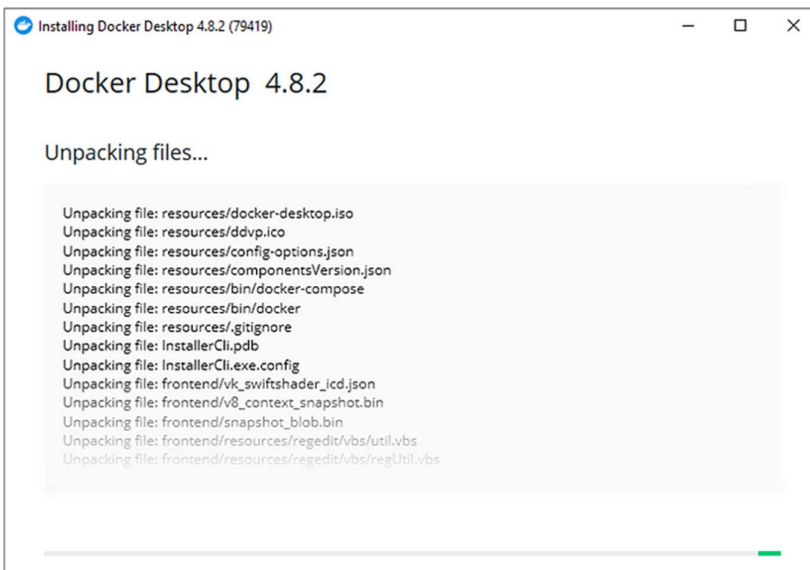 Installing Docker Desktop 4.8.2 (79419)
Docker Desktop 4.8.2
Unpacking files...
Unpacking file: resources/docker-desktop.iso
Unpacking file: resources/ddvp.ico
Unpacking file: resources/config-options.json
Unpacking file: resources/componentsVersion.json
Unpacking file: resources/bin/docker-compose
Unpacking file: resources/bin/docker
Unpacking file: resources/.gitignore
Unpacking file: InstallerCli.pdb
Unpacking file: InstallerCli.exe.config
Unpacking file: frontend/vk_swiftshader_icd.json
Unpacking file: frontend/v8_context_snapshot.bin
Unpacking file: frontend/snapshot_blob.bin
Unpacking file: frontend/resources/regedit/vbs/util.vbs
Unpacking file: frontend/resources/regedit/vbs/regUtil.vbs